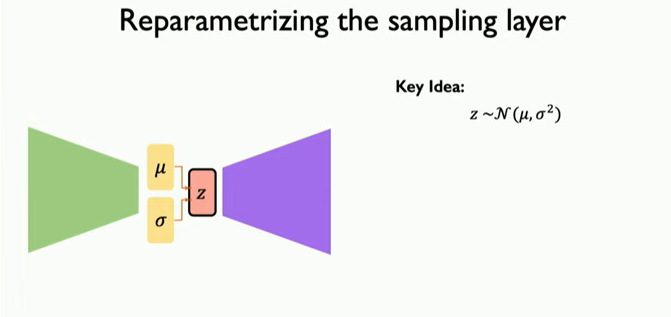 Reparametrizing the sampling layer
Key Idea:
z ~𝒩(μ, σ²)
μ
z
σ